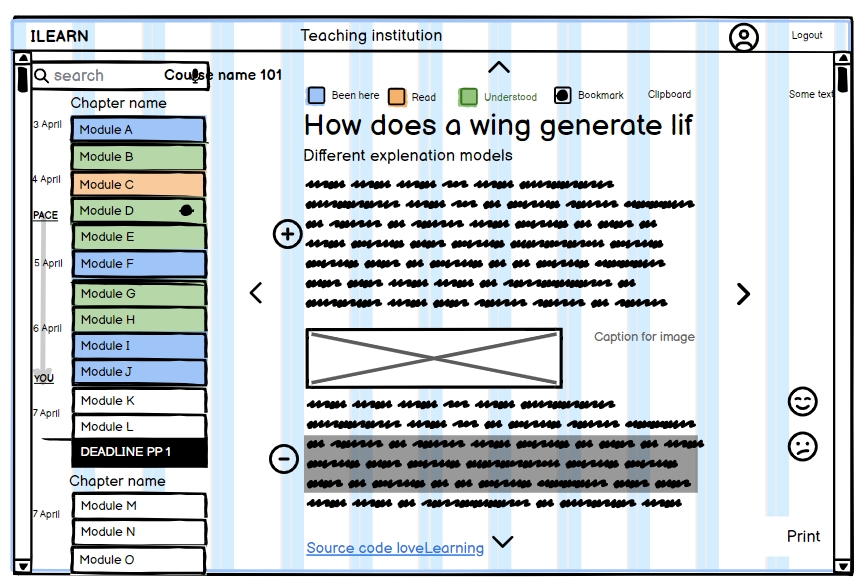 ILEARN
Teaching institution
Logout
search
Course name 101
Been here
Read
Understood
Bookmark
Clipboard
Some text
Chapter name
How does a wing generate lif
Different explenation models
3 April
Module A
Module B
4 April
Module C
Module D
PACE
Module E
5 April
Module F
Module G
Module H
6 April
Module I
Caption for image
Module J
YOU
Module K
7 April
Module L
DEADLINE PP 1
Chapter name
Module M
7 April
Module N
Module O
Source code loveLearning
Print